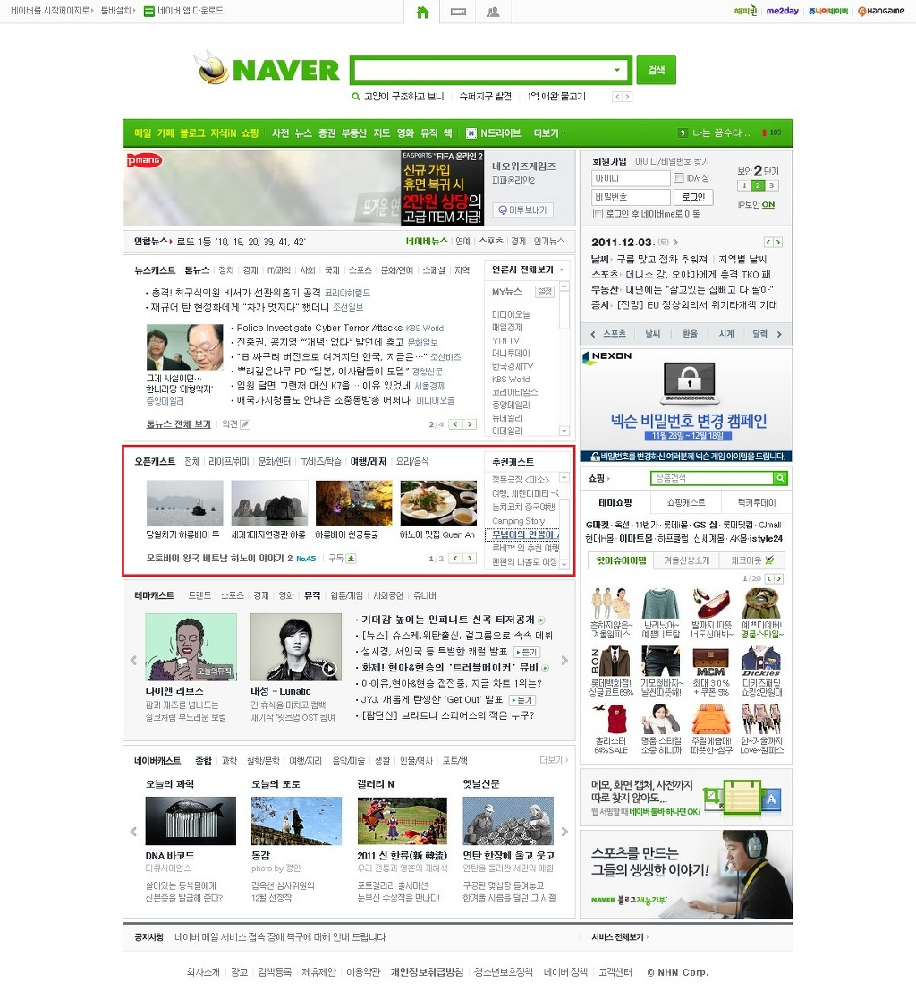 네이버를 시작페이지로 툴바설치 네이버 앱 다운로드
해피빈 me2day 쥬니어네이버 HANGAME
NAVER
검색
고양이 구조하고 보니 슈퍼지구 발견 1억 애완 물고기
메일 카페 블로그 지식iN 쇼핑 사전 뉴스 증권 부동산 지도 영화 뮤직 책 N드라이브 더보기
9 나는 꼼수다 .. 189
pmang
EA SPORTS™ FIFA 온라인 2
신규 가입
휴면 복귀 시
2만원 상당의
고급 ITEM 지급!
뜨거운 현
네오위즈게임즈
피파온라인2
미투보내기
회원가입 아이디/비밀번호 찾기
아이디 ID저장
비밀번호 로그인
로그인 후 네이버me로 이동
보안 2단계
1 2 3
IP보안 ON
연합뉴스 로또 1등 '10, 16, 20, 39, 41, 42'
네이버뉴스 연예 스포츠 경제 인기뉴스
뉴스캐스트 톱뉴스 정치 경제 IT/과학 사회 국제 스포츠 문화/연예 스페셜 지역
· 총격! 최구식의원 비서가 선관위홈피 공격 코리아헤럴드
· 재규어 탄 현정화에게 "차가 멋지다" 했더니 조선일보
그게 사실이면…
한나라당 '대형악재'
중앙데일리
· Police Investigate Cyber Terror Attacks KBS World
· 진중권, 공지영 "'개념' 없다" 발언에 총고 문화일보
· "日 싸구려 버전으로 여겨지던 한국, 지금은…" 조선비즈
· 뿌리깊은나무 PD "밀본, 이사람들이 모델" 경향신문
· 임원 달면 그랜저 대신 K7을… 이유 있었네 서울경제
· 애국가시청률도 안나온 조중동방송 어쩌나 미디어오늘
톱뉴스 전체 보기 의견
2/4
언론사 전체보기
MY뉴스 설정
미디어오늘
매일경제
YTN TV
머니투데이
한국경제TV
KBS World
코리아타임스
중앙데일리
뉴데일리
이데일리
2011.12.03. (토)
날씨 구름 많고 점차 추워져 지역별 날씨
스포츠 데니스 강, 오야마에게 충격 TKO 패
부동산 내년에는 "살고있는 집빼고 다 팔아"
증시 [전망] EU 정상회의서 위기타개책 기대
스포츠 날씨 환율 시계 달력
NEXON
넥슨 비밀번호 변경 캠페인
11월 28일 ~ 12월 18일
비밀번호를 변경하신 여러분께 넥슨 게임 아이템을 드립니다.
오픈캐스트 전체 라이프/취미 문화/엔터 IT/비즈/학습 여행/레저 요리/음식
당일치기 하롱베이 투
세계7대자연경관 하롱
하롱베이 천궁동굴
하노이 맛집 Quan An
오토바이 왕국 베트남 하노이 이야기 2 No.45 구독
1/2
추천캐스트
정동극장 <미소>
여행, 세렌디피티 ~
눈치코치 중국여행
Camping Story
무념이의 인생이
루비™ 의 추천 여행
펜펜의 나홀로 여정
쇼핑 상품검색
테마쇼핑 쇼핑캐스트 럭키투데이
G마켓 · 옥션 · 11번가 · 롯데i몰 · GS 샵 · 롯데닷컴 · CJmall
현대H몰 · 이마트몰 · 하프클럽 · 신세계몰 · AK몰 · istyle24
핫이슈아이템 겨울신상소개 체크아웃
1/20
흔하지않은~
겨울원피스
난리났어~
예쁜니트탑
발까지 따뜻
너도신어봐~
예쁘디예뻐!
명품스타일~
롯데백화점!
싱글코트69%
기모청바지~
날씬따뜻해!
MCM
최대 30%
+ 쿠폰 5%
Dickies
디키즈패딩
쇼킹2만원대
홀리스터
64%SALE
명품 스타일
소중 하니까
주말에춥대!
따뜻한~침구
한~겨울까지
Love~원피스
테마캐스트 트렌드 스포츠 경제 영화 뮤직 웹툰/게임 사회공헌 쥬니버
오늘의뮤직
다이앤 리브스
팝과 재즈를 넘나드는
실크처럼 부드러운 보컬
대성 - Lunatic
긴 휴식을 마치고 컴백
재기작 '왓츠업'OST 참여
· 기대감 높이는 인피니트 신곡 티저공개
· [뉴스] 슈스케,위탄출신. 걸그룹으로 속속 데뷔
· 성시경, 서인국 등 특별한 캐럴 발표 듣기
· 화제! 현아&현승의 '트러블메이커' 뮤비
· 아이유,현아&현승 접전중. 지금 차트 1위는?
· JYJ, 새롭게 탄생한 'Get Out' 발표 듣기
· [팝단신] 브리트니 스피어스의 적은 누구?
네이버캐스트 종합 과학 철학/문학 여행/지리 음악/미술 생활 인물/역사 포토/책 더보기
오늘의 과학
DNA 바코드
다큐사이언스
살아있는 동식물에게
신분증을 발급해 준다?
오늘의 포토
동감
photo by 정인
김옥선 심사위원의
12월 선정작!
갤러리 N
2011 신 한류(新 韓流)
우리 전통과 영혼의 재해석
포토갤러리 출사미션
눈부신 수상작을 만나다!
옛날신문
연탄 한장에 울고 웃고
연탄을 둘러싼 서민의 애환
구공탄 몇십장 들여놓고
한겨울 시름을 덜던 그 시절
메모, 화면 캡처, 사전까지
따로 찾지 않아도...
웹 서핑할 때 네이버 툴바 하나면 OK!
스포츠를 만드는
그들의 생생한 이야기!
NAVER 블로그 재능기부
공지사항 네이버 메일 서비스 접속 장애 복구에 대해 안내 드립니다
서비스 전체보기
회사소개 광고 검색등록 제휴제안 이용약관 개인정보취급방침 청소년보호정책 네이버 정책 고객센터 © NHN Corp.